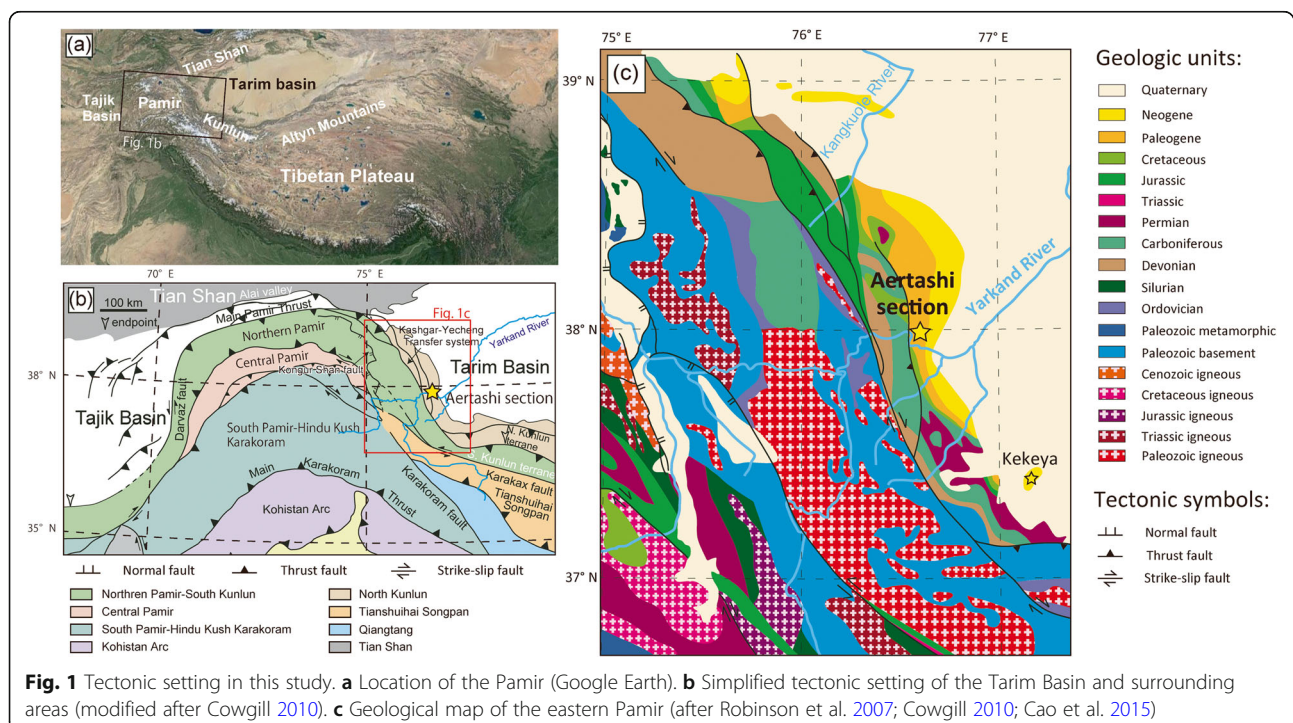 (a)
Tian Shan
Tarim basin
Tajik
Basin
Pamir
Kunlun
Altyn Mountains
Fig. 1b
Tibetan Plateau
70° E
75° E
(b)
100 km
endpoint
Tian Shan
Alai valley
Main Pamir Thrust
Fig. 1c
Northern Pamir
Kashgar-Yecheng
Transfer system
Yarkand River
Central Pamir
Kongur Shan fault
38° N
Tarim Basin
Aertashi section
Tajik Basin
Darvaz fault
South Pamir-Hindu Kush
Karakoram
N. Kunlun
terrane
Kunlun terrane
Karakax fault
Tianshuihai
Songpan
Main
Karakoram
Thrust
Karakoram fault
Kohistan Arc
35° N
Normal fault
Thrust fault
Strike-slip fault
Northren Pamir-South Kunlun
North Kunlun
Central Pamir
Tianshuihai Songpan
South Pamir-Hindu Kush Karakoram
Qiangtang
Kohistan Arc
Tian Shan
75° E
76° E
77° E
(c)
39° N
Kangkuole River
Yarkand River
Aertashi
section
38° N
Kekeya
37° N
Geologic units:
Quaternary
Neogene
Paleogene
Cretaceous
Jurassic
Triassic
Permian
Carboniferous
Devonian
Silurian
Ordovician
Paleozoic metamorphic
Paleozoic basement
Cenozoic igneous
Cretaceous igneous
Jurassic igneous
Triassic igneous
Paleozoic igneous
Tectonic symbols:
Normal fault
Thrust fault
Strike-slip fault
Fig. 1 Tectonic setting in this study. a Location of the Pamir (Google Earth). b Simplified tectonic setting of the Tarim Basin and surrounding
areas (modified after Cowgill 2010). c Geological map of the eastern Pamir (after Robinson et al. 2007; Cowgill 2010; Cao et al. 2015)